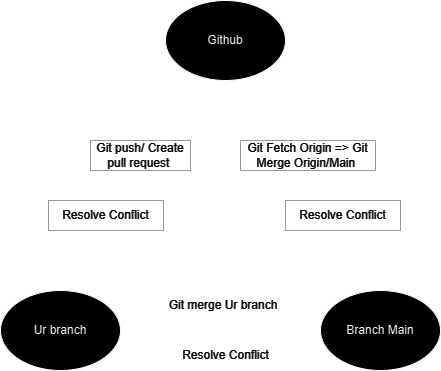 Github
Git push/ Create
pull request
Git Fetch Origin => Git
Merge Origin/Main
Resolve Conflict
Resolve Conflict
Git merge Ur branch
Ur branch
Branch Main
Resolve Conflict